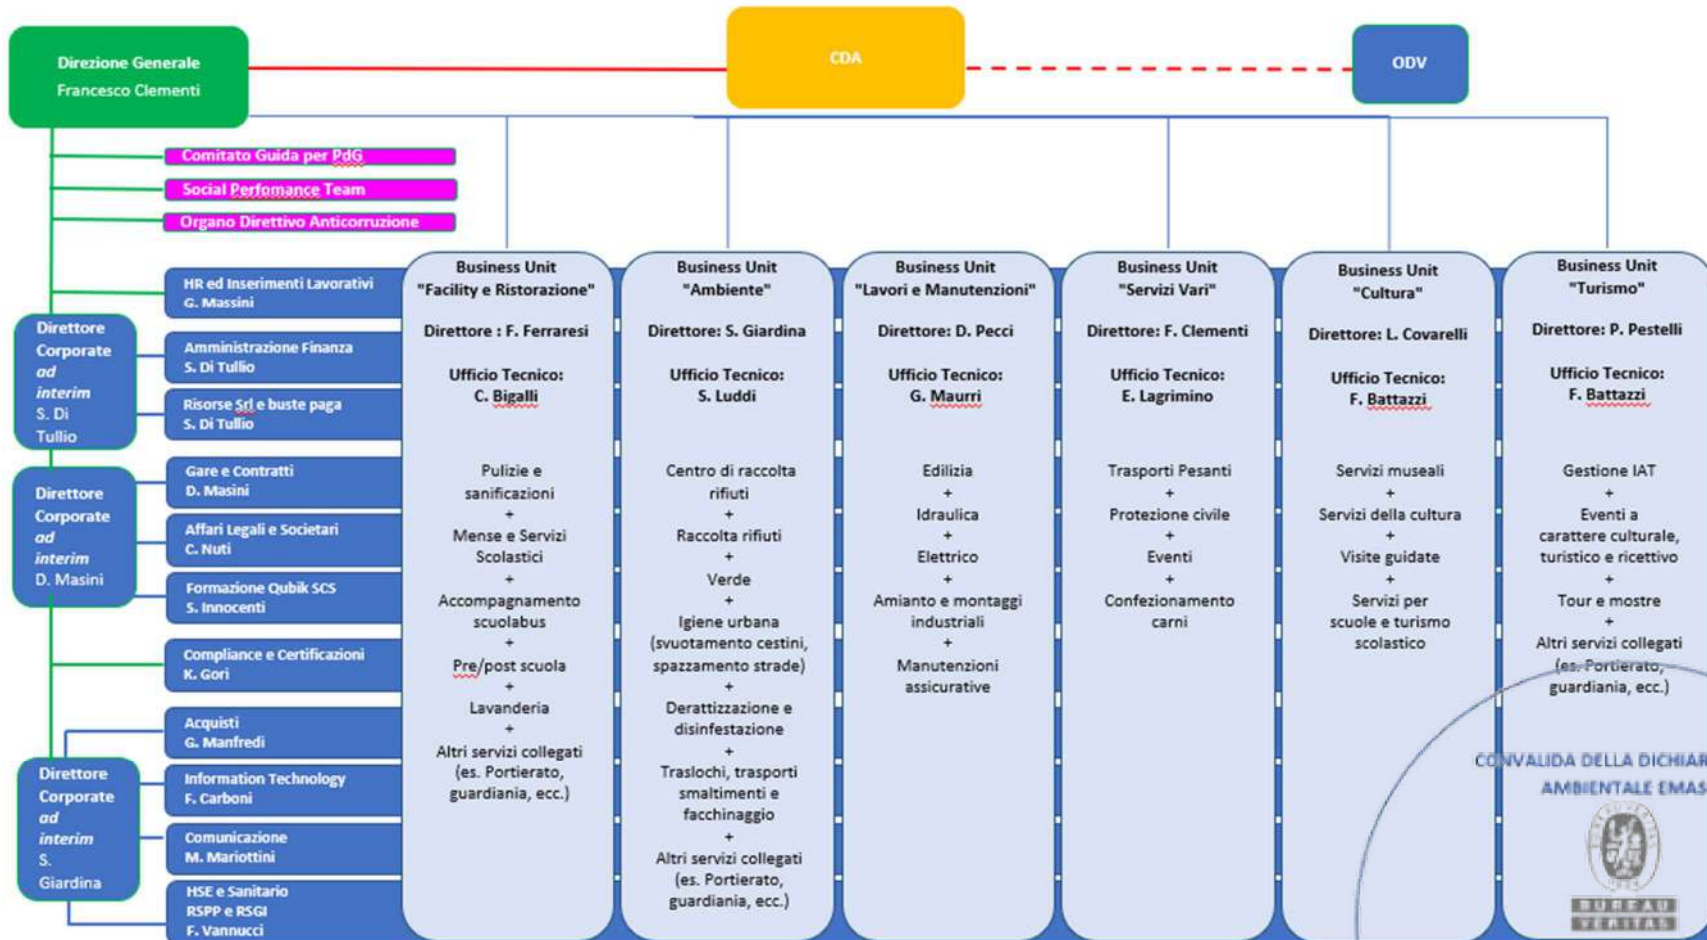 Direzione Generale
Francesco Clementi
CDA
ODV
Comitato Guida per PdG
Social Perfomance Team
Organo Direttivo Anticorruzione
HR ed Inserimenti Lavorativi
G. Massini
Direttore
Corporate
ad
interim
S. Di
Tullio
Amministrazione Finanza
S. Di Tullio
Risorse Srl e buste paga
S. Di Tullio
Direttore
Corporate
ad
interim
D. Masini
Gare e Contratti
D. Masini
Affari Legali e Societari
C. Nuti
Formazione Qubik SCS
S. Innocenti
Compliance e Certificazioni
K. Gori
Direttore
Corporate
ad
interim
S.
Giardina
Acquisti
G. Manfredi
Information Technology
F. Carboni
Comunicazione
M. Mariottini
HSE e Sanitario
RSPP e RSGI
F. Vannucci
Business Unit
"Facility e Ristorazione"
Direttore : F. Ferraresi
Ufficio Tecnico:
C. Bigalli
Pulizie e
sanificazioni
+
Mense e Servizi
Scolastici
+
Accompagnamento
scuolabus
+
Pre/post scuola
+
Lavanderia
+
Altri servizi collegati
(es. Portierato,
guardiania, ecc.)
Business Unit
"Ambiente"
Direttore: S. Giardina
Ufficio Tecnico:
S. Luddi
Centro di raccolta
rifiuti
+
Raccolta rifiuti
+
Verde
+
Igiene urbana
(svuotamento cestini,
spazzamento strade)
+
Derattizzazione e
disinfestazione
+
Traslochi, trasporti
smaltimenti e
facchinaggio
+
Altri servizi collegati
(es. Portierato,
guardiania, ecc.)
Business Unit
"Lavori e Manutenzioni"
Direttore: D. Pecci
Ufficio Tecnico:
G. Maurri
Edilizia
+
Idraulica
+
Elettrico
+
Amianto e montaggi
industriali
+
Manutenzioni
assicurative
Business Unit
"Servizi Vari"
Direttore: F. Clementi
Ufficio Tecnico:
E. Lagrimino
Trasporti Pesanti
+
Protezione civile
+
Eventi
+
Confezionamento
carni
Business Unit
"Cultura"
Direttore: L. Covarelli
Ufficio Tecnico:
F. Battazzi
Servizi museali
+
Servizi della cultura
+
Visite guidate
+
Servizi per
scuole e turismo
scolastico
Business Unit
"Turismo"
Direttore: P. Pestelli
Ufficio Tecnico:
F. Battazzi
Gestione IAT
+
Eventi a
carattere culturale,
turistico e ricettivo
+
Tour e mostre
+
Altri servizi collegati
(es. Portierato,
guardiania, ecc.)
CONVALIDA DELLA DICHIAR
AMBIENTALE EMAS
BUREAU
VERITAS